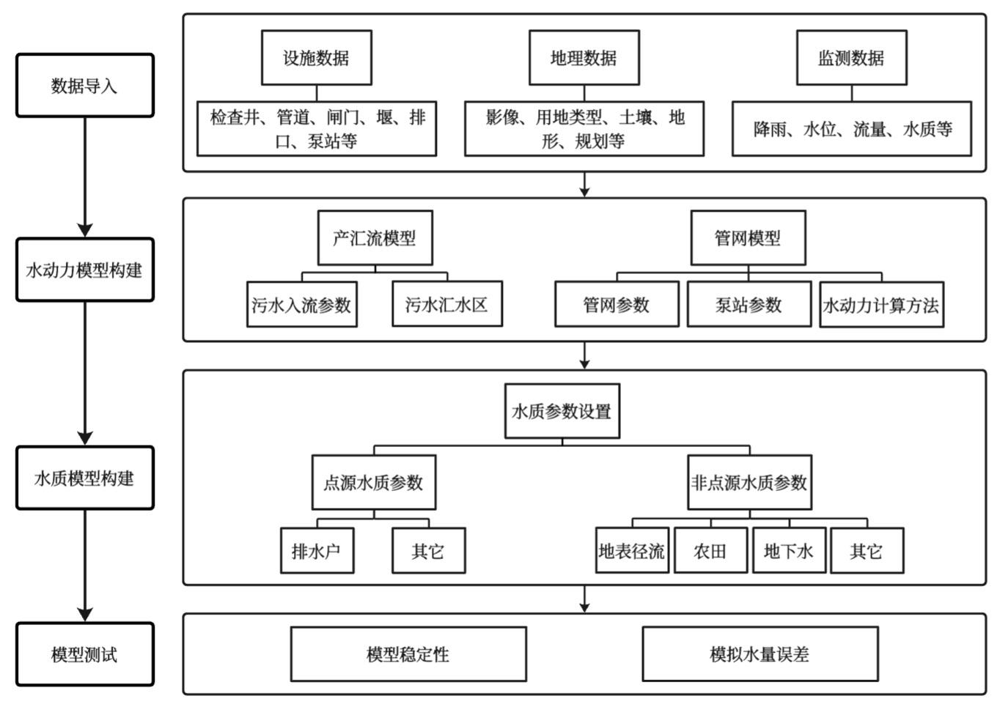 数据导入
设施数据
地理数据
监测数据
检查井、管道、闸门、堰、排
口、泵站等
影像、用地类型、土壤、地
形、规划等
降雨、水位、流量、水质等
水动力模型构建
产汇流模型
管网模型
污水入流参数
污水汇水区
管网参数
泵站参数
水动力计算方法
水质模型构建
水质参数设置
点源水质参数
非点源水质参数
排水户
其它
地表径流
农田
地下水
其它
模型测试
模型稳定性
模拟水量误差